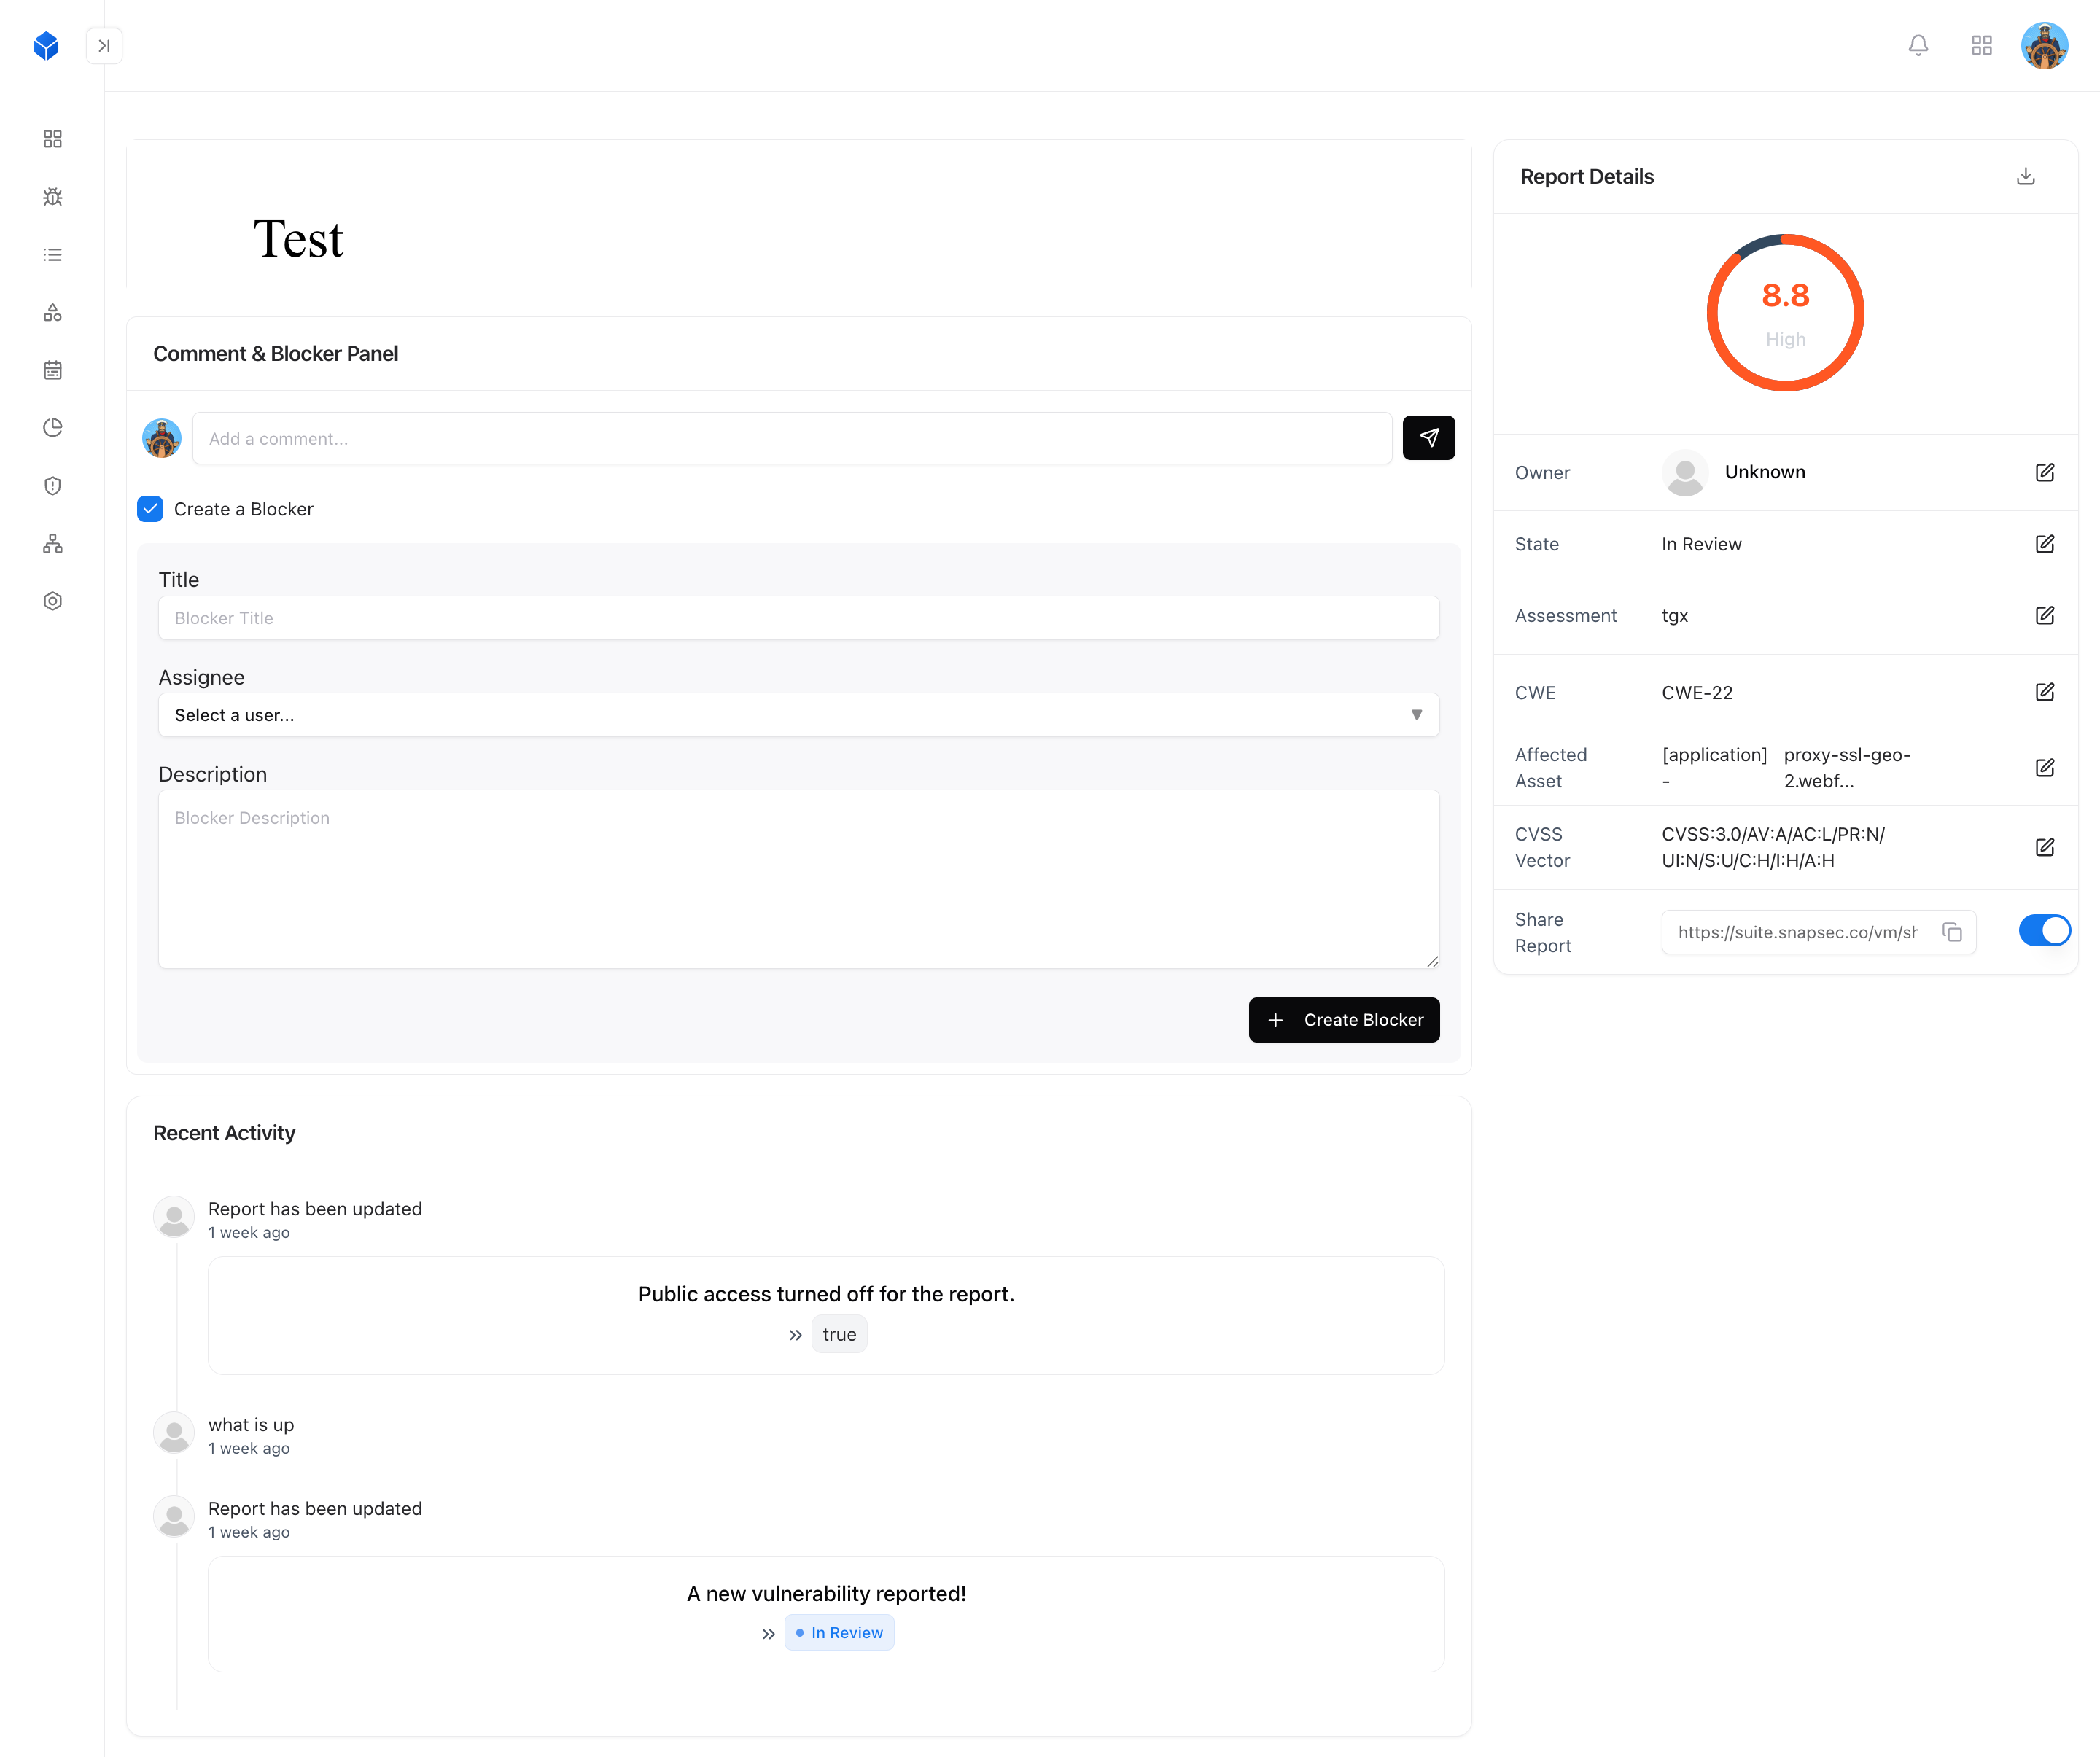 Test
Comment & Blocker Panel
Add a comment...
Create a Blocker
Title
Blocker Title
Assignee
Select a user...
Description
Blocker Description
Create Blocker
Recent Activity
Report has been updated
1 week ago
Public access turned off for the report.
true
what is up
1 week ago
Report has been updated
1 week ago
A new vulnerability reported!
In Review
Report Details
8.8
High
Owner
Unknown
State
In Review
Assessment
tgx
CWE
CWE-22
Affected
Asset
[application]
-
proxy-ssl-geo-
2.webf...
CVSS
Vector
CVSS:3.0/AV:A/AC:L/PR:N/
UI:N/S:U/C:H/I:H/A:H
Share
Report
https://suite.snapsec.co/vm/sh